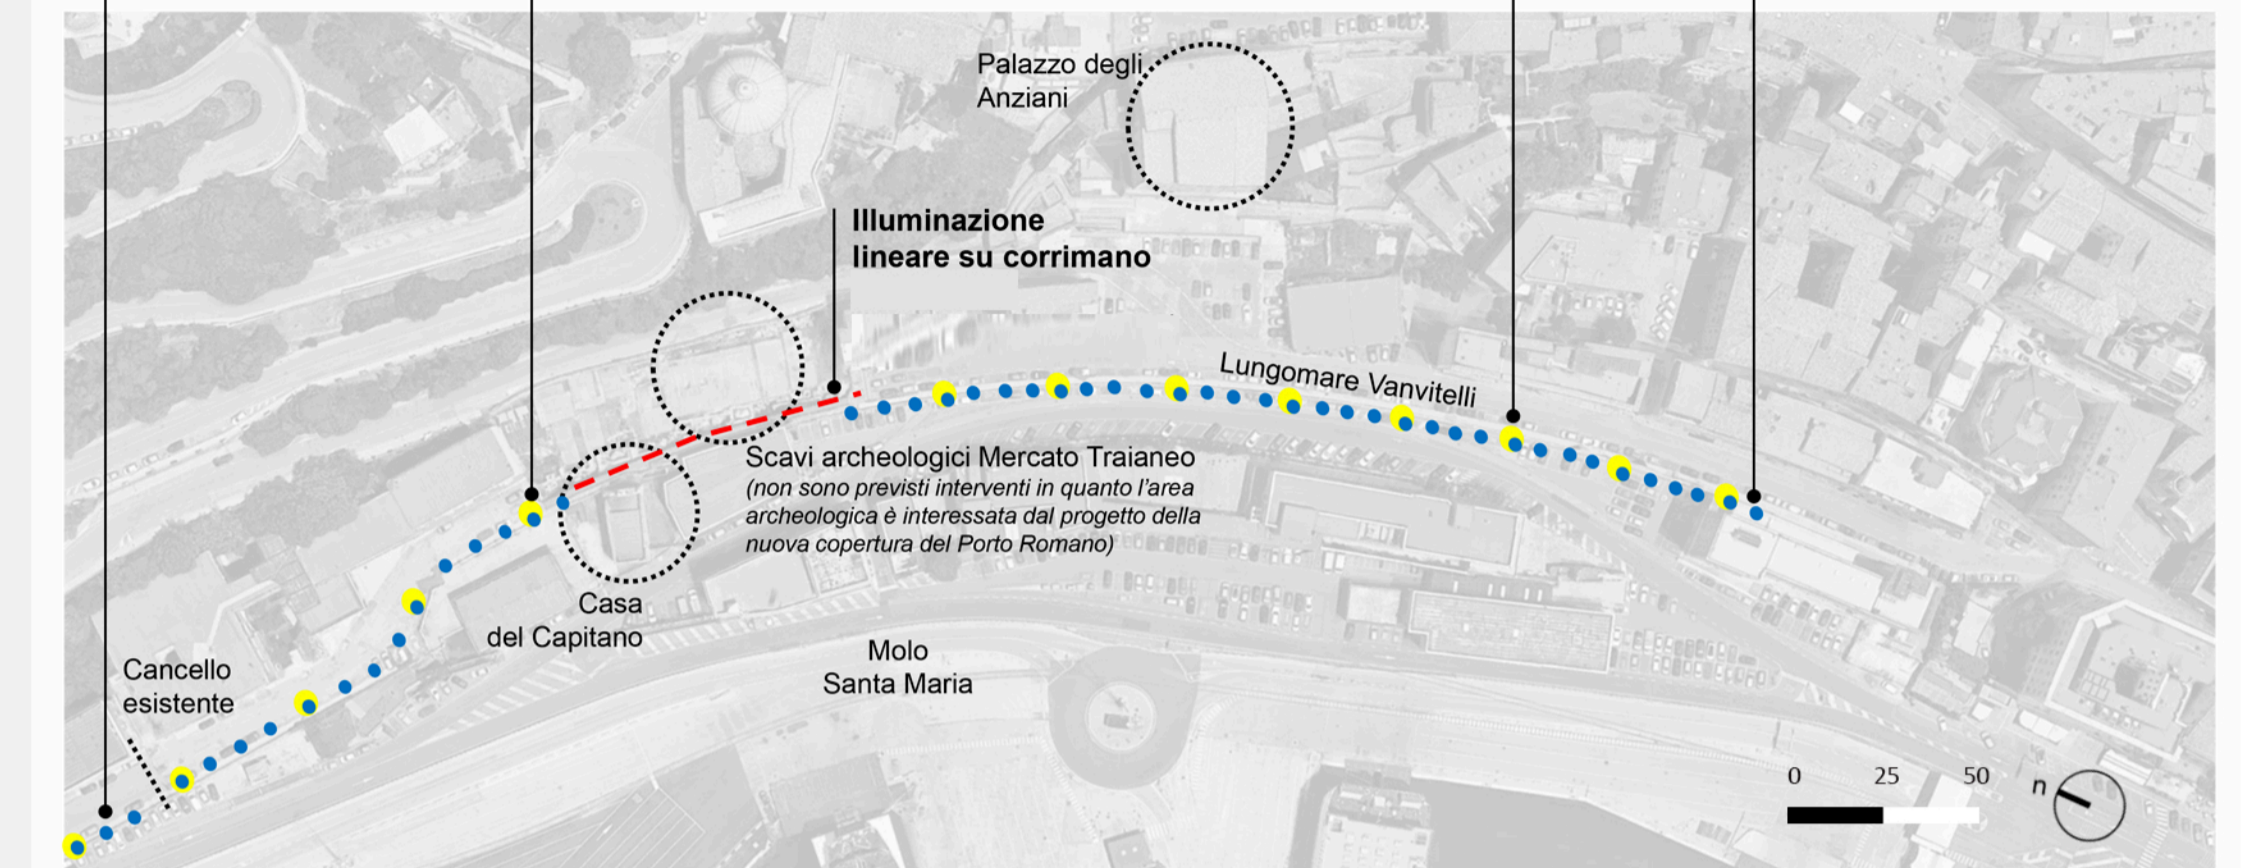 Palazzo degli
Anziani
Illuminazione
lineare su corrimano
Lungomare Vanvitelli
Scavi archeologici Mercato Traianeo
(non sono previsti interventi in quanto l'area
archeologica è interessata dal progetto della
nuova copertura del Porto Romano)
Casa
del Capitano
Molo
Santa Maria
Cancello
esistente
0 25 50
n